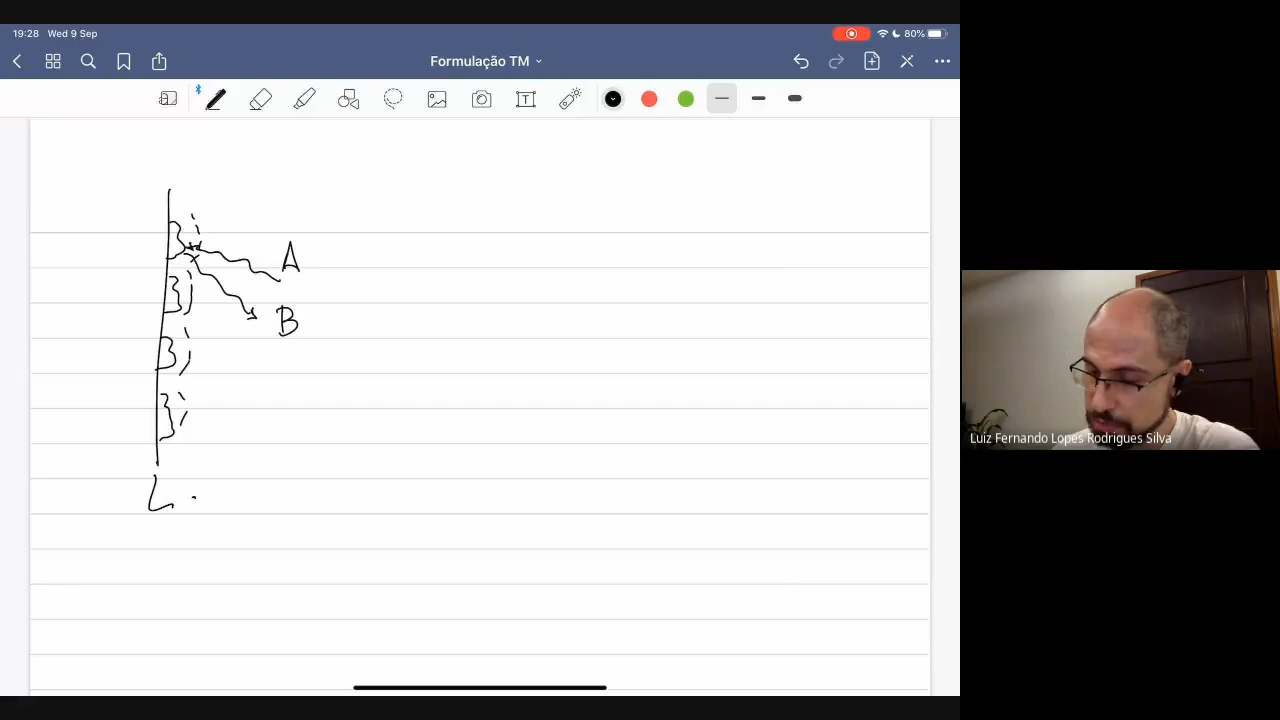 19:28 Wed 9 Sep 80%
Formulação TM
T
A
B
L
Luiz Fernando Lopes Rodrigues Silva